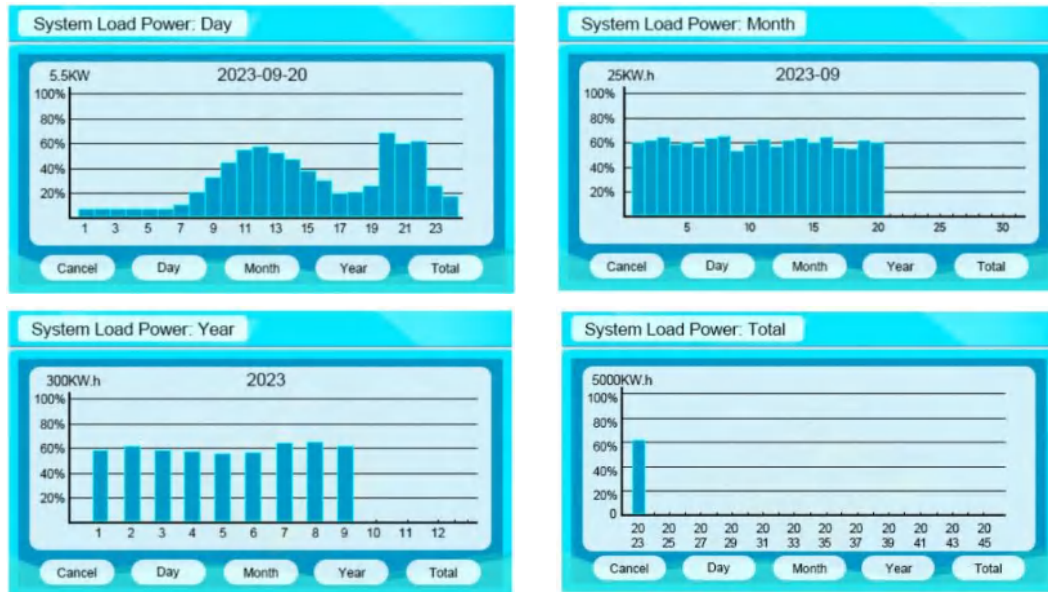 System Load Power: Day
5.5KW 2023-09-20
100%
80%
60%
40%
20%
1 3 5 7 9 11 13 15 17 19 21 23
Cancel Day Month Year Total
System Load Power: Month
25KW.h 2023-09
100%
80%
60%
40%
20%
5 10 15 20 25 30
Cancel Day Month Year Total
System Load Power: Year
300KW.h 2023
100%
80%
60%
40%
20%
1 2 3 4 5 6 7 8 9 10 11 12
Cancel Day Month Year Total
System Load Power: Total
5000KW.h
100%
80%
60%
40%
20%
0
20 20 20 20 20 20 20 20 20 20 20 20
23 25 27 29 31 33 35 37 39 41 43 45
Cancel Day Month Year Total